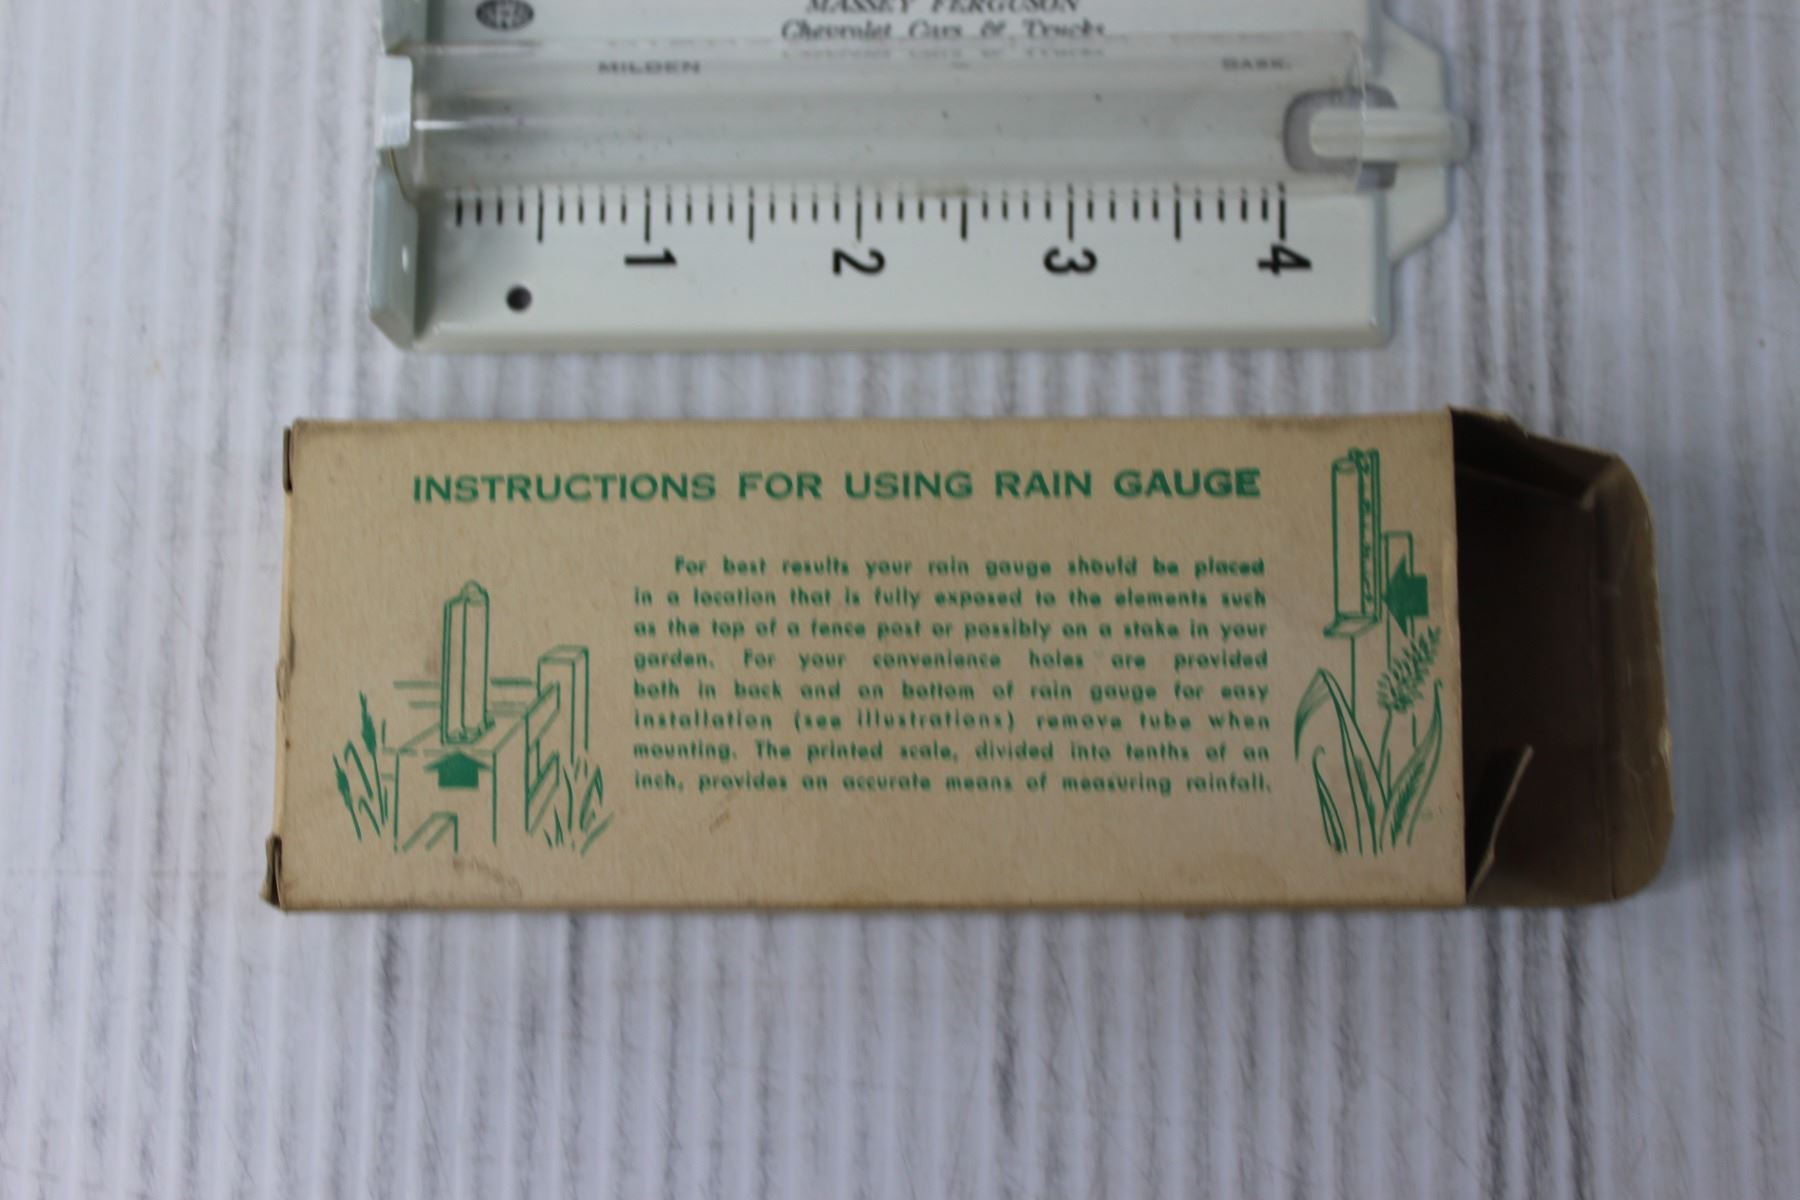 MASSEY FERGUSON
Chevrolet Cars & Trucks
MILDEN SASK.
1 2 3 4
INSTRUCTIONS FOR USING RAIN GAUGE
For best results your rain gauge should be placed
in a location that is fully exposed to the elements such
as the top of a fence post or possibly on a stake in your
garden. For your convenience holes are provided
both in back and on bottom of rain gauge for easy
installation (see illustrations) remove tube when
mounting. The printed scale, divided into tenths of an
inch, provides an accurate means of measuring rainfall.